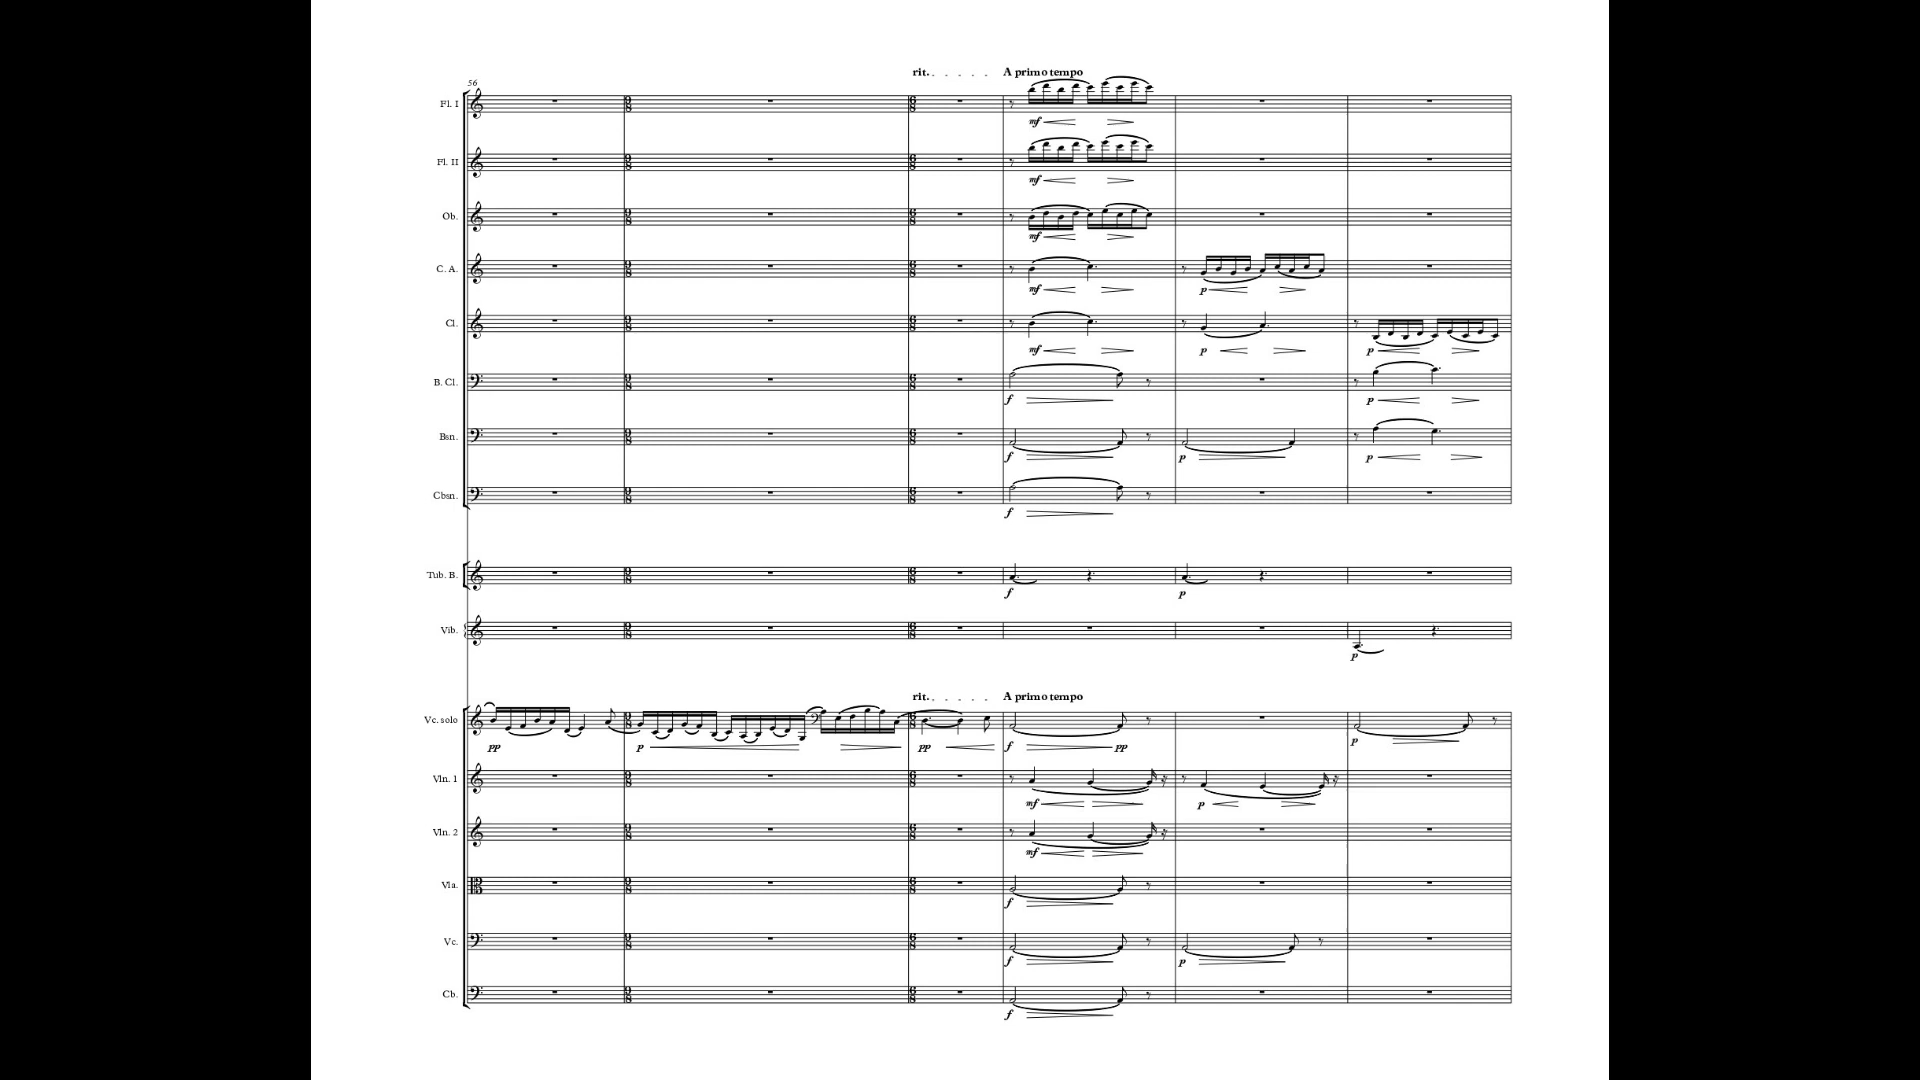 rit. A primo tempo
56
Fl. I
mf
Fl. II
mf
Ob.
mf
C. A.
mf p
Cl.
mf p p
B. Cl.
f p
Bsn.
f p p
Cbsn.
f
Tub. B.
f p
Vib.
p
rit. A primo tempo
Vc. solo
pp p pp f pp p
Vln. 1
mf p
Vln. 2
mf
Vla.
f
Vc.
f p
Cb.
f